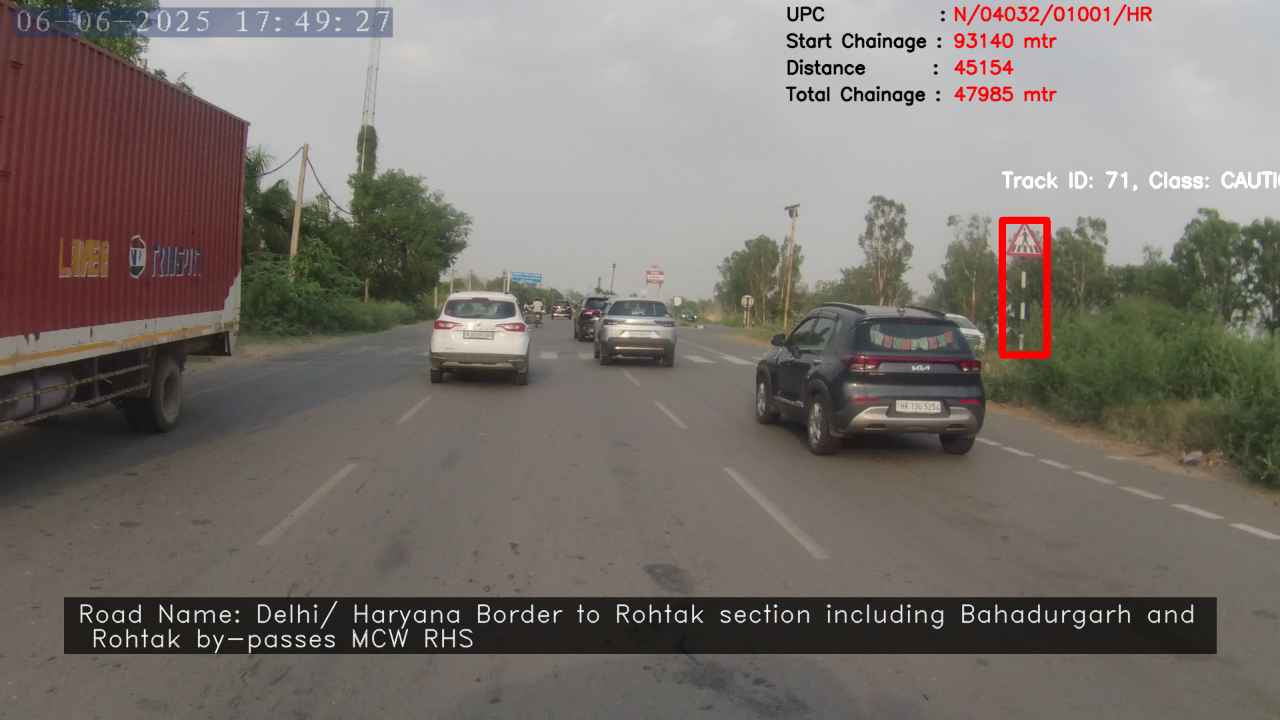 06-06-2025 17:49:27
UPC : N/04032/01001/HR
Start Chainage : 93140 mtr
Distance : 45154
Total Chainage : 47985 mtr
Track ID: 71, Class: CAUTI
KIA
Road Name: Delhi/ Haryana Border to Rohtak section including Bahadurgarh and
Rohtak by-passes MCW RHS